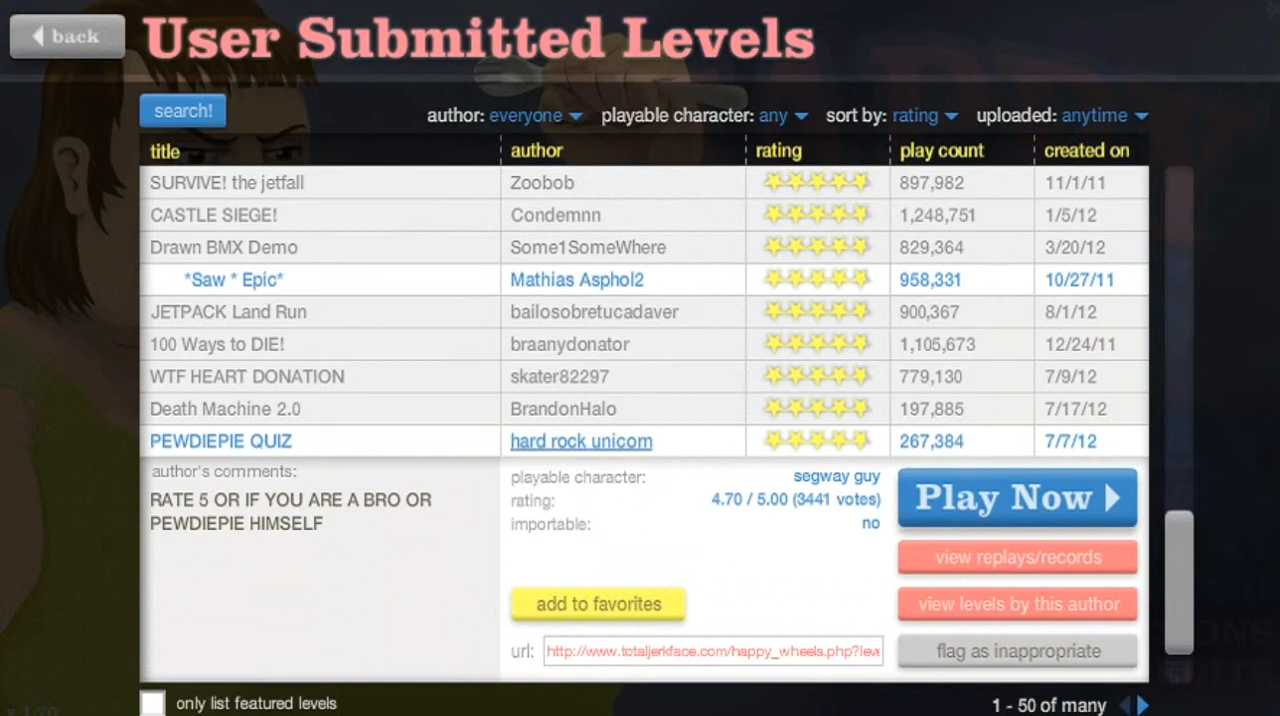 back
User Submitted Levels
search! author: everyone playable character: any sort by: rating uploaded: anytime
title author rating play count created on
SURVIVE! the jetfall Zoobob 897,982 11/1/11
CASTLE SIEGE! Condemnn 1,248,751 1/5/12
Drawn BMX Demo Some1SomeWhere 829,364 3/20/12
*Saw * Epic* Mathias Asphol2 958,331 10/27/11
JETPACK Land Run bailosobretucadaver 900,367 8/1/12
100 Ways to DIE! braanydonator 1,105,673 12/24/11
WTF HEART DONATION skater82297 779,130 7/9/12
Death Machine 2.0 BrandonHalo 197,885 7/17/12
PEWDIEPIE QUIZ hard rock unicorn 267,384 7/7/12
author's comments:
RATE 5 OR IF YOU ARE A BRO OR
PEWDIEPIE HIMSELF
playable character: segway guy
rating: 4.70 / 5.00 (3441 votes)
importable: no
add to favorites
url: http://www.totaljerkface.com/happy_wheels.php?leve
Play Now
view replays/records
view levels by this author
flag as inappropriate
only list featured levels
1 - 50 of many
v 1.70